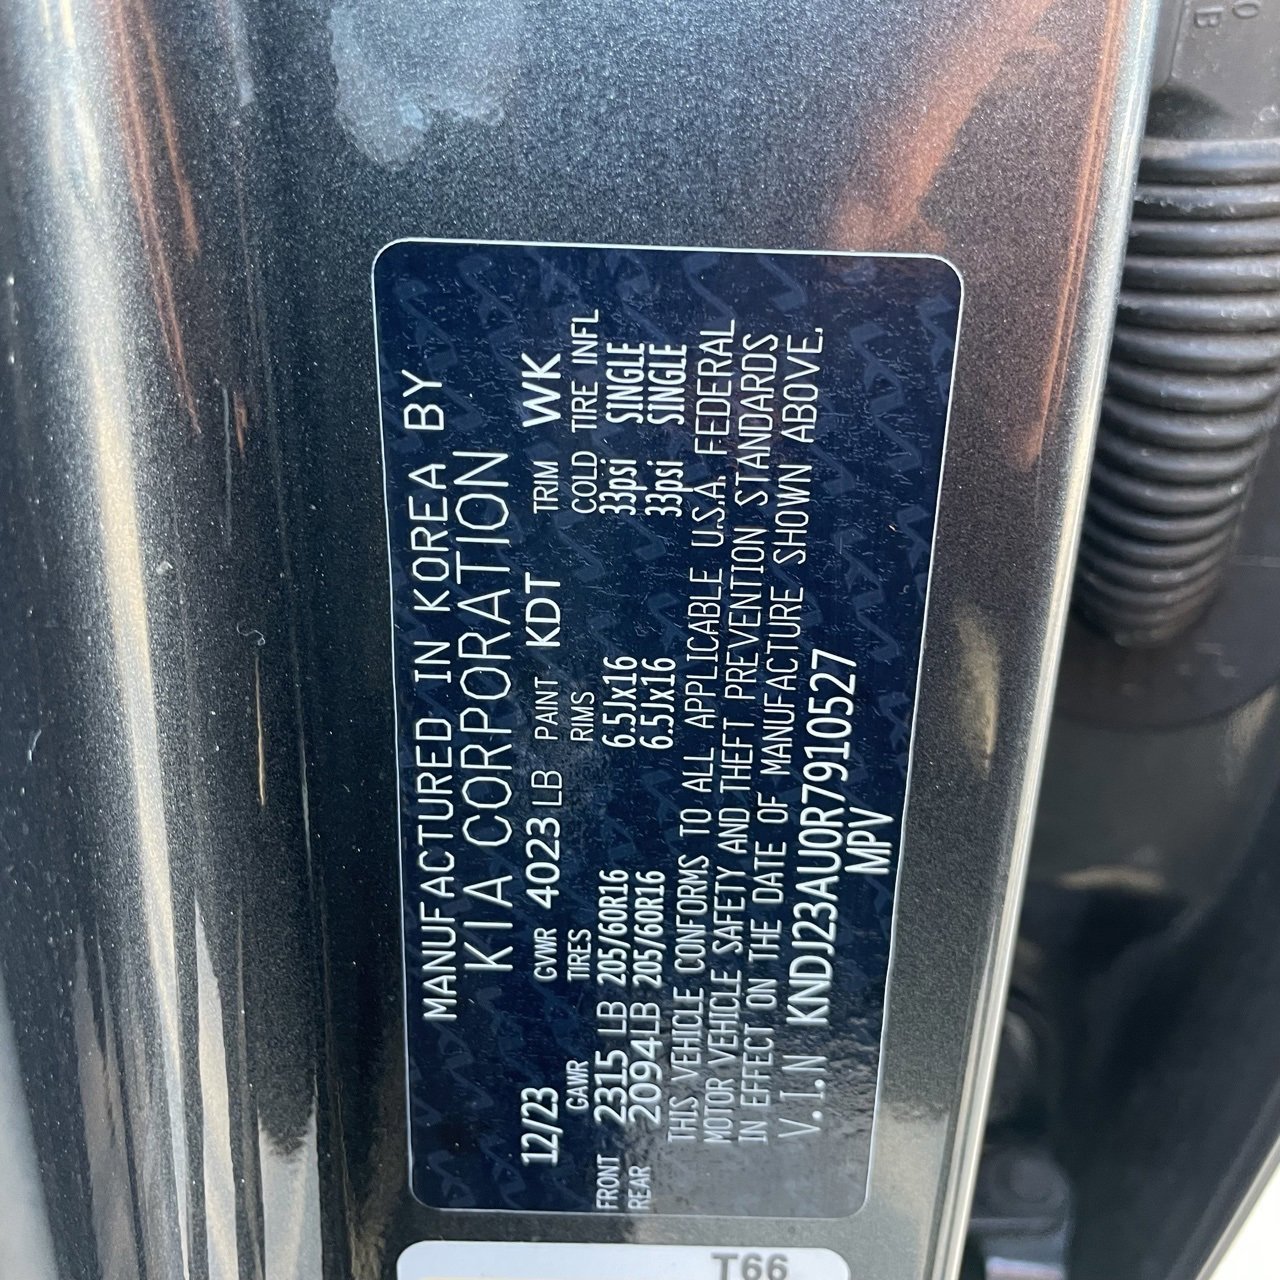 MANUFACTURED IN KOREA BY
KIA CORPORATION
12/23 GVWR 4023 LB PAINT KDT TRIM WK
GAWR TIRES RIMS COLD TIRE INFL
FRONT 2315 LB 205/60R16 6.5Jx16 33psi SINGLE
REAR 2094LB 205/60R16 6.5Jx16 33psi SINGLE
THIS VEHICLE CONFORMS TO ALL APPLICABLE U.S.A. FEDERAL
MOTOR VEHICLE SAFETY AND THEFT PREVENTION STANDARDS
IN EFFECT ON THE DATE OF MANUFACTURE SHOWN ABOVE.
V.I.N KNDJ23AU0R7910527
MPV
T66